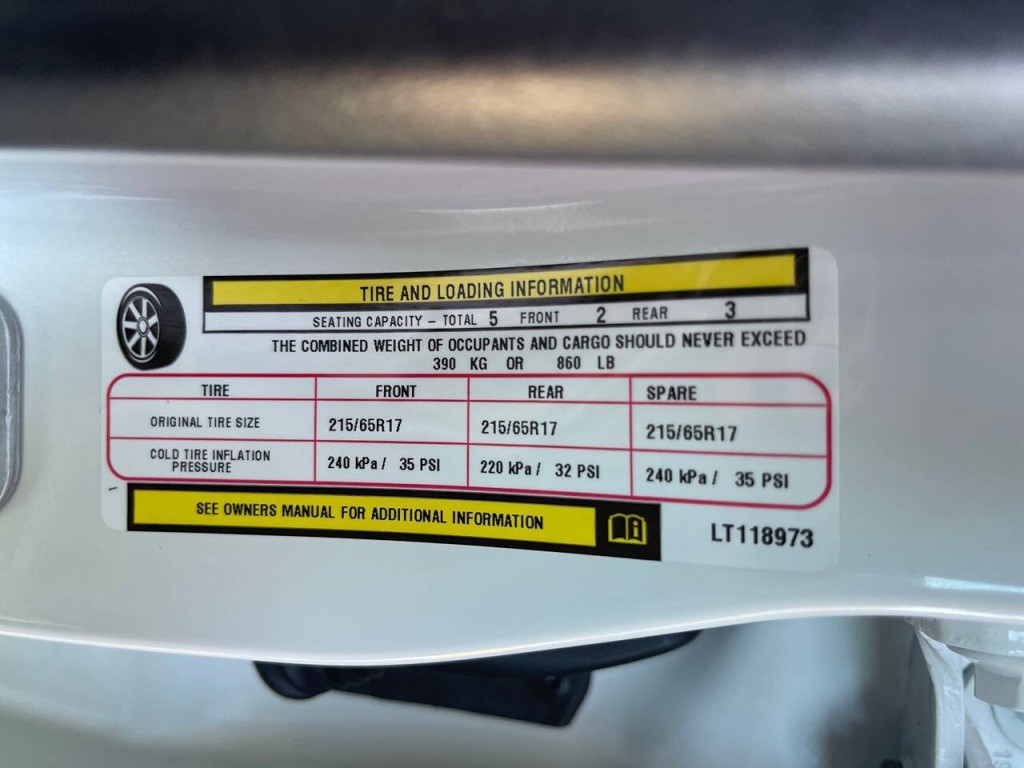 TIRE AND LOADING INFORMATION
SEATING CAPACITY – TOTAL 5 FRONT 2 REAR 3
THE COMBINED WEIGHT OF OCCUPANTS AND CARGO SHOULD NEVER EXCEED
390 KG OR 860 LB
TIRE FRONT REAR SPARE
ORIGINAL TIRE SIZE 215/65R17 215/65R17 215/65R17
COLD TIRE INFLATION
PRESSURE 240 kPa / 35 PSI 220 kPa / 32 PSI 240 kPa / 35 PSI
SEE OWNERS MANUAL FOR ADDITIONAL INFORMATION
LT118973